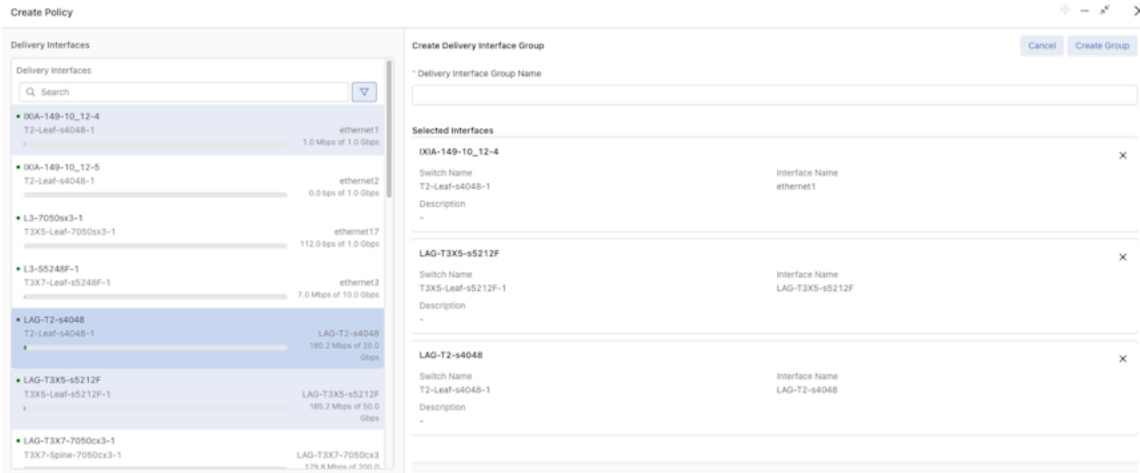 Create Policy
Delivery Interfaces
Delivery Interfaces
Search
IXIA-149-10_12-4
T2-Leaf-s4048-1 ethernet1
1.0 Mbps of 1.0 Gbps
IXIA-149-10_12-5
T2-Leaf-s4048-1 ethernet2
0.0 bps of 1.0 Gbps
L3-7050sx3-1
T3X5-Leaf-7050sx3-1 ethernet17
112.0 bps of 1.0 Gbps
L3-S5248F-1
T3X7-Leaf-s5248F-1 ethernet3
7.0 Mbps of 10.0 Gbps
LAG-T2-s4048
T2-Leaf-s4048-1 LAG-T2-s4048
180.2 Mbps of 20.0
Gbps
LAG-T3X5-s5212F
T3X5-Leaf-s5212F-1 LAG-T3X5-s5212F
185.2 Mbps of 50.0
Gbps
LAG-T3X7-7050cx3-1
T3X7-Spine-7050cx3-1 LAG-T3X7-7050cx3
179.8 Mbps of 200.0
Create Delivery Interface Group
Cancel Create Group
* Delivery Interface Group Name
Selected Interfaces
IXIA-149-10_12-4
Switch Name Interface Name
T2-Leaf-s4048-1 ethernet1
Description
-
LAG-T3X5-s5212F
Switch Name Interface Name
T3X5-Leaf-s5212F-1 LAG-T3X5-s5212F
Description
-
LAG-T2-s4048
Switch Name Interface Name
T2-Leaf-s4048-1 LAG-T2-s4048
Description
-